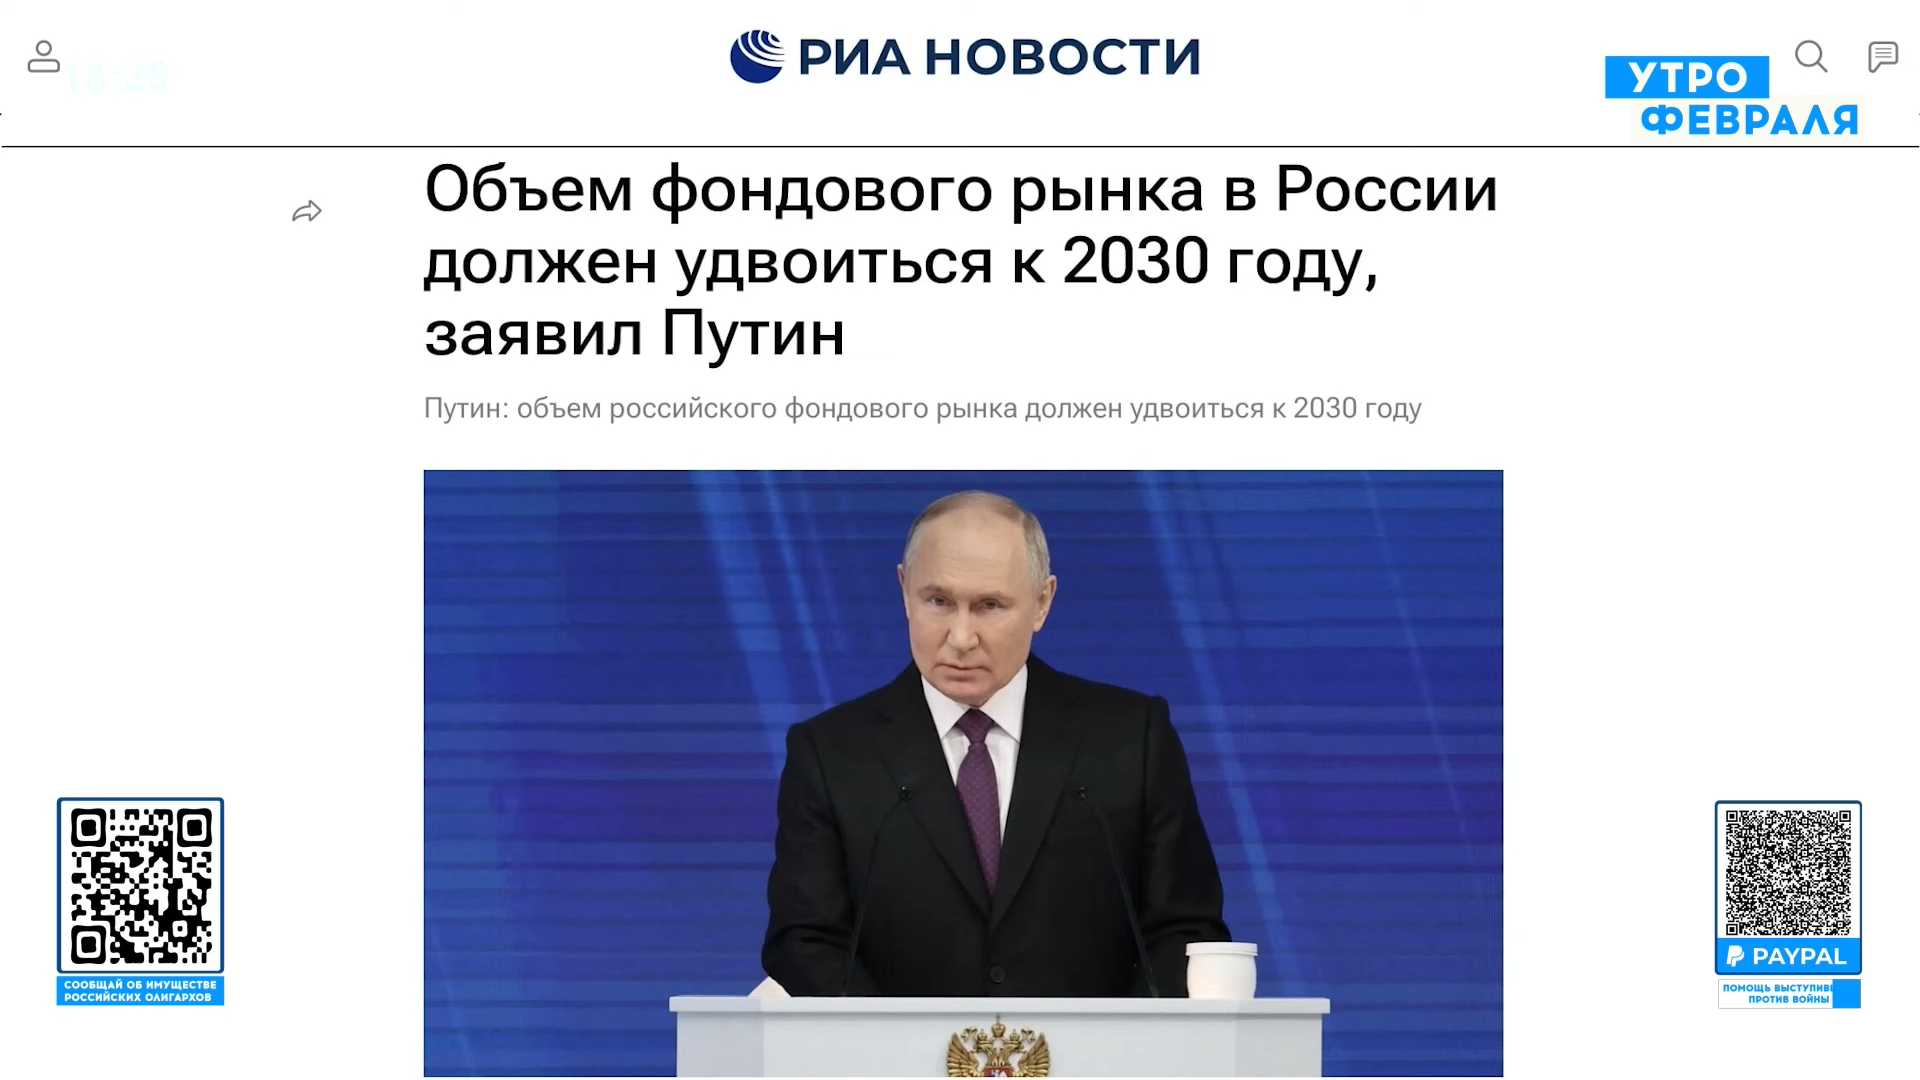 РИА НОВОСТИ
УТРО
ФЕВРАЛЯ
Объем фондового рынка в России
должен удвоиться к 2030 году,
заявил Путин
Путин: объем российского фондового рынка должен удвоиться к 2030 году
СООБЩАЙ ОБ ИМУЩЕСТВЕ
РОССИЙСКИХ ОЛИГАРХОВ
PAYPAL
ПОМОЩЬ
ПРОТИВ ВОЙНЫ